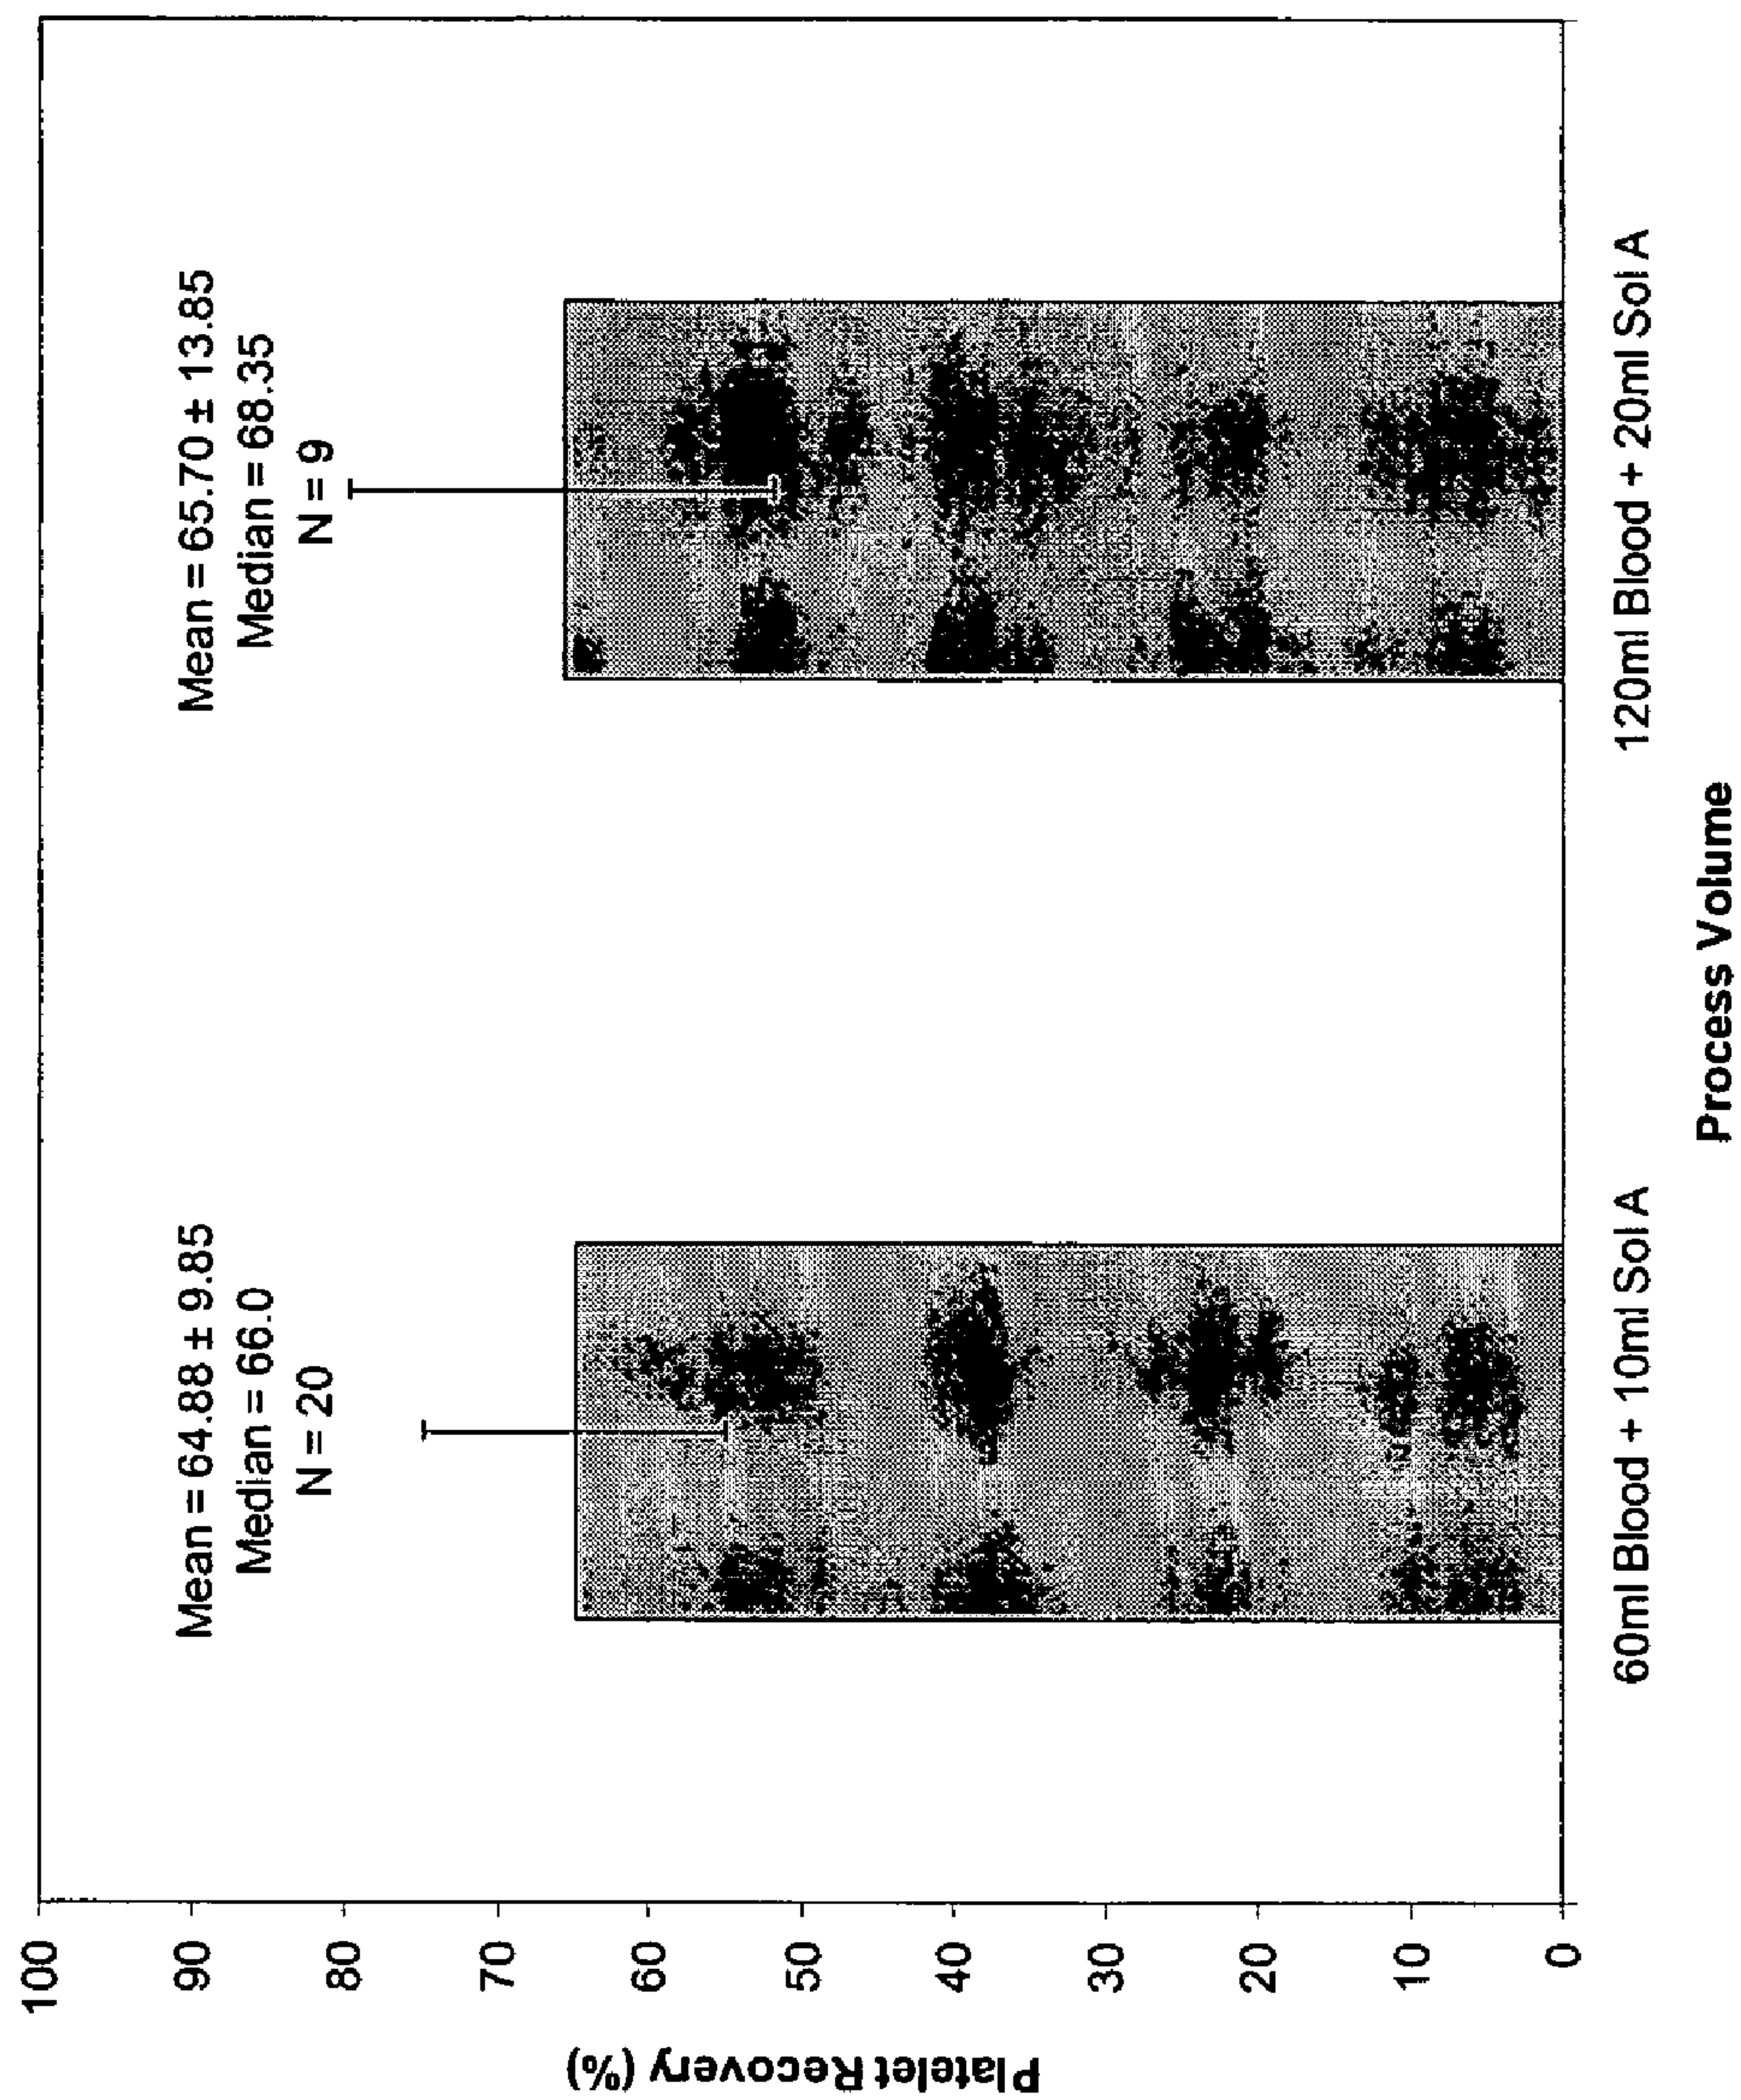 Platelet Recovery (%)
100
90
80
70
60
50
40
30
20
10
0
Mean = 64.88 ± 9.85
Median = 66.0
N = 20
Mean = 65.70 ± 13.85
Median = 68.35
N = 9
60ml Blood + 10ml Sol A
120ml Blood + 20ml Sol A
Process Volume